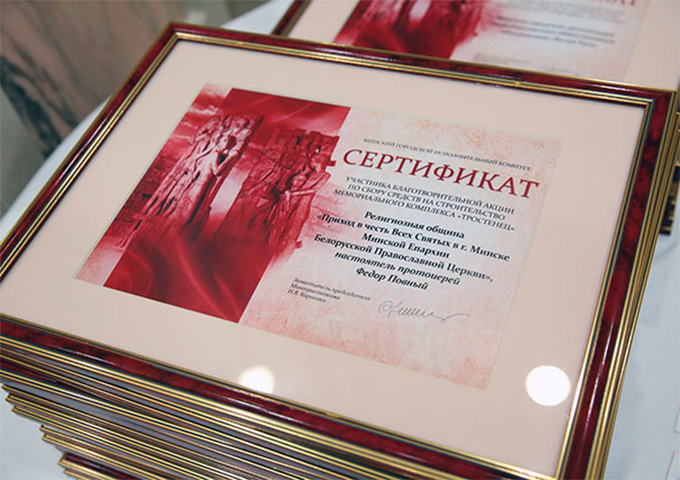 МИНСКИЙ ГОРОДСКОЙ ИСПОЛНИТЕЛЬНЫЙ КОМИТЕТ
СЕРТИФИКАТ
УЧАСТНИКА БЛАГОТВОРИТЕЛЬНОЙ АКЦИИ
ПО СБОРУ СРЕДСТВ НА СТРОИТЕЛЬСТВО
МЕМОРИАЛЬНОГО КОМПЛЕКСА «ТРОСТЕНЕЦ»
Религиозная община
«Приход в честь Всех Святых в г. Минске
Минской Епархии
Белорусской Православной Церкви»,
настоятель протоиерей
Федор Повный
Заместитель председателя
Мингорисполкома